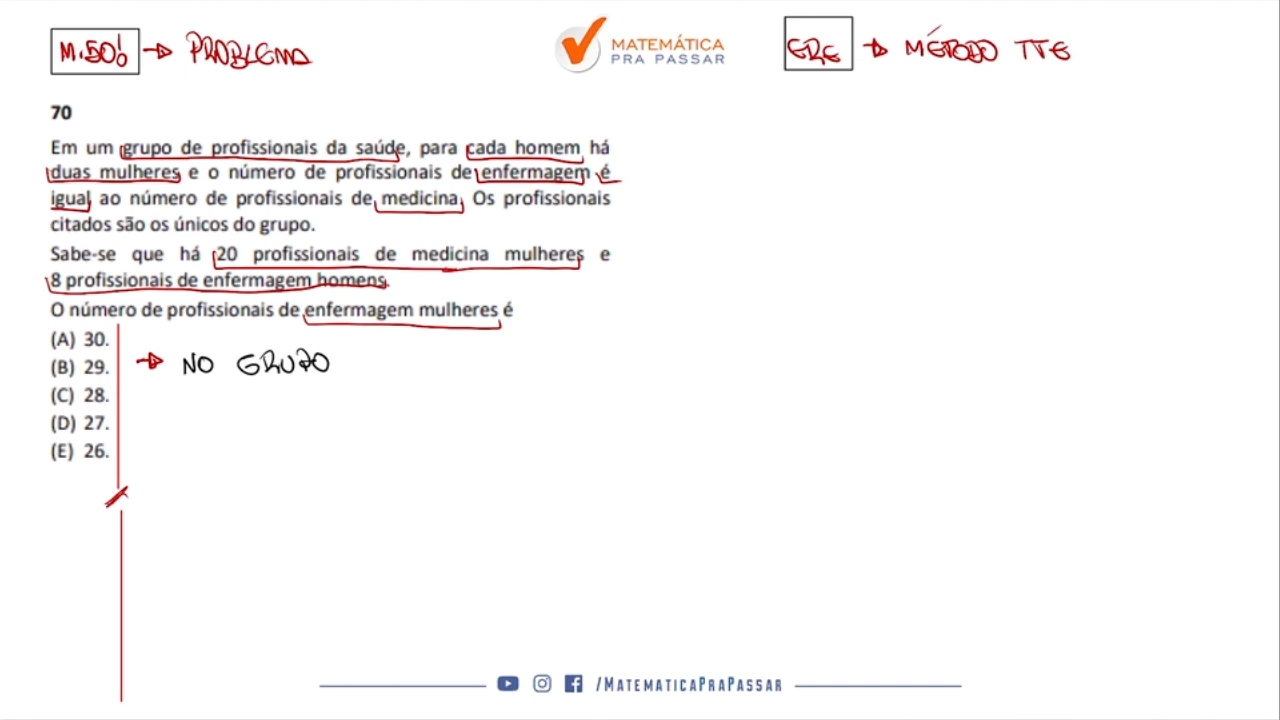 M.50! → PROBLEMA
MATEMÁTICA
PRA PASSAR
→ MÉTODO TTE
70
Em um grupo de profissionais da saúde, para cada homem há
duas mulheres e o número de profissionais de enfermagem é
igual ao número de profissionais de medicina. Os profissionais
citados são os únicos do grupo.
Sabe-se que há 20 profissionais de medicina mulheres e
8 profissionais de enfermagem homens.
O número de profissionais de enfermagem mulheres é
(A) 30.
(B) 29.
(C) 28.
(D) 27.
(E) 26.
→ NO GRUPO
/MATEMATICAPRAPASSAR